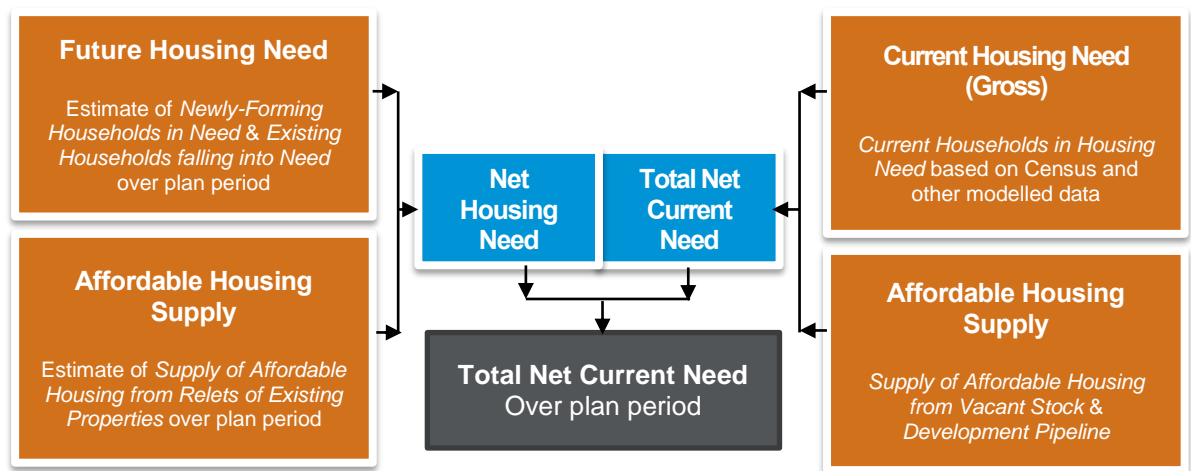 Future Housing Need
Estimate of Newly-Forming
Households in Need & Existing
Households falling into Need
over plan period
Affordable Housing
Supply
Estimate of Supply of Affordable
Housing from Relets of Existing
Properties over plan period
Net
Housing
Need
Total Net
Current
Need
Total Net Current Need
Over plan period
Current Housing Need
(Gross)
Current Households in Housing
Need based on Census and
other modelled data
Affordable Housing
Supply
Supply of Affordable Housing
from Vacant Stock &
Development Pipeline